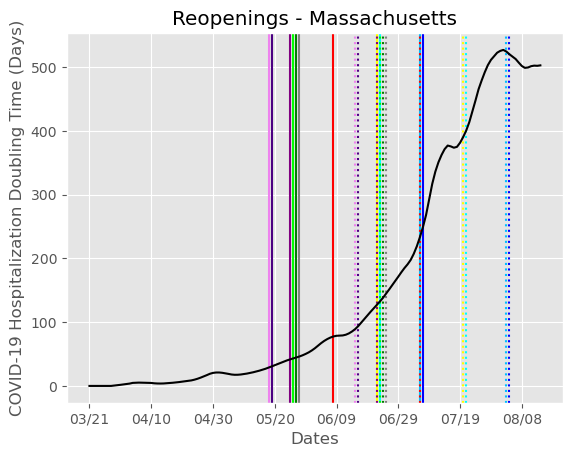 Reopenings - Massachusetts
COVID-19 Hospitalization Doubling Time (Days)
500
400
300
200
100
0
03/21 04/10 04/30 05/20 06/09 06/29 07/19 08/08
Dates